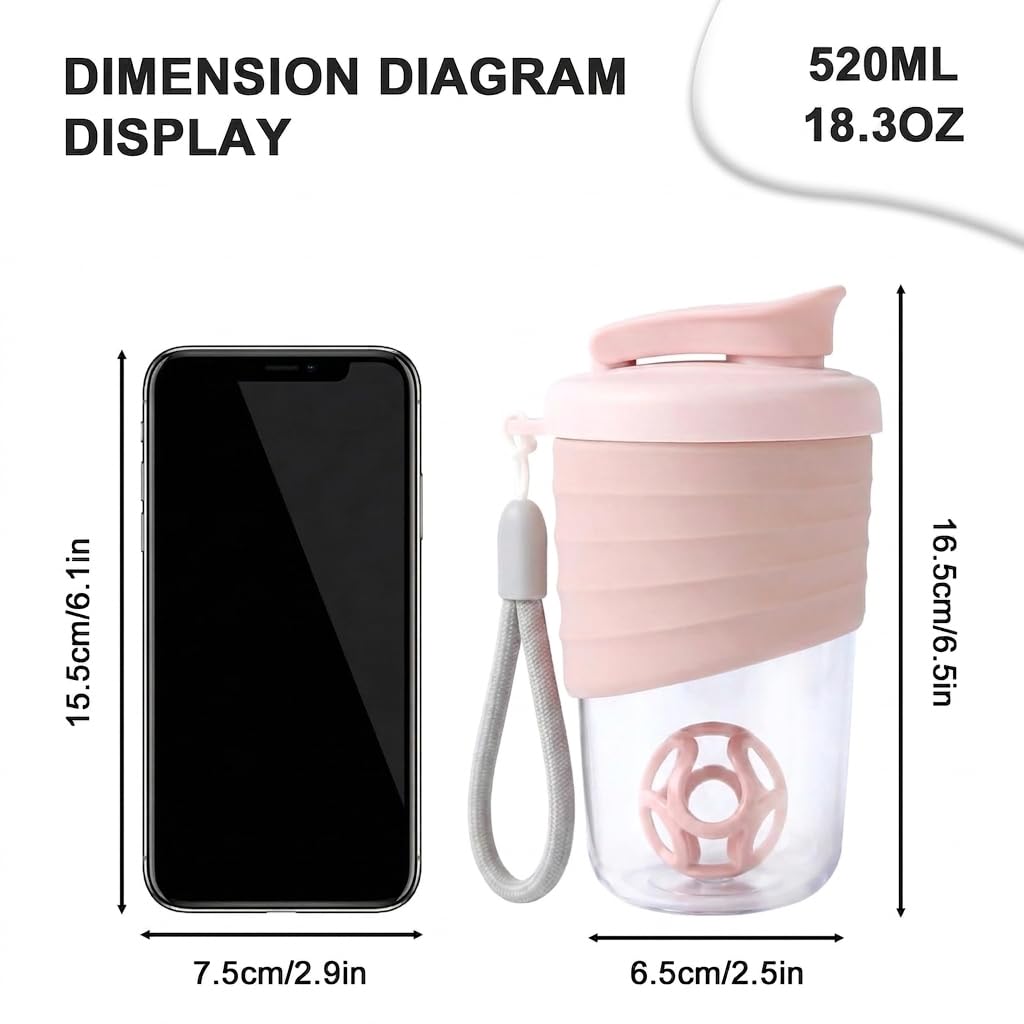 DIMENSION DIAGRAM
DISPLAY
520ML
18.3OZ
15.5cm/6.1in
7.5cm/2.9in
16.5cm/6.5in
6.5cm/2.5in